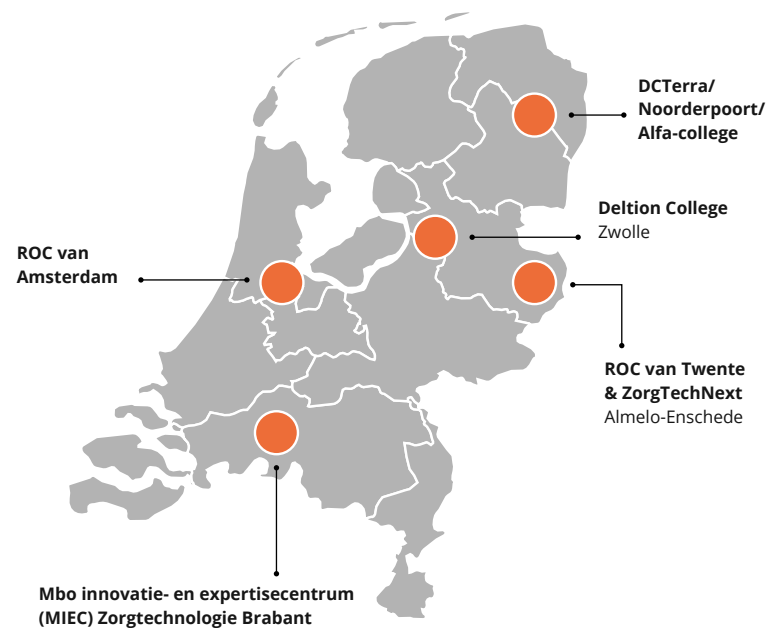 DCTerra/
Noorderpoort/
Alfa-college
Deltion College
Zwolle
ROC van
Amsterdam
ROC van Twente
& ZorgTechNext
Almelo-Enschede
Mbo innovatie- en expertisecentrum
(MIEC) Zorgtechnologie Brabant